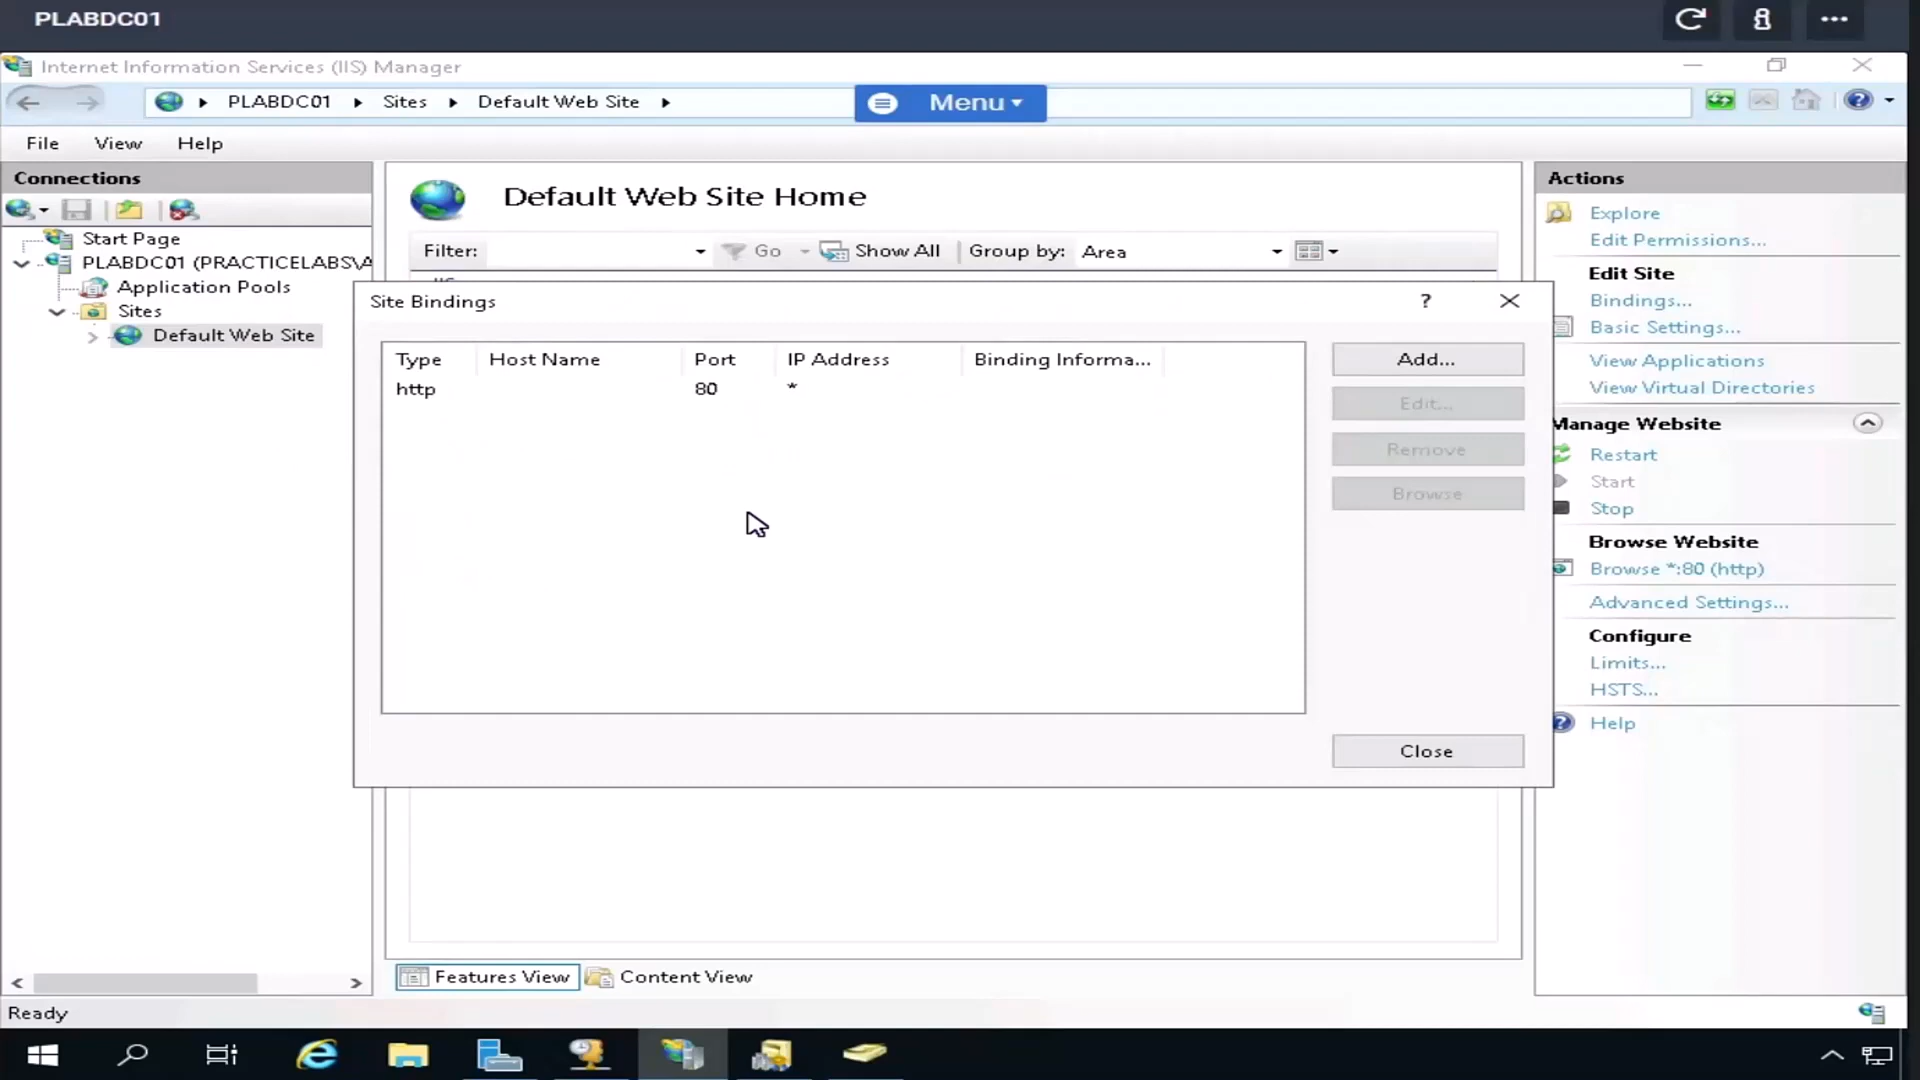 PLABDC01
Internet Information Services (IIS) Manager
PLABDC01 Sites Default Web Site
Menu
File View Help
Connections
Start Page
PLABDC01 (PRACTICELABS\A
Application Pools
Sites
Default Web Site
Default Web Site Home
Filter: Go Show All Group by: Area
Site Bindings ?
Type Host Name Port IP Address Binding Informa...
http 80 *
Add...
Edit...
Remove
Browse
Close
Features View Content View
Actions
Explore
Edit Permissions...
Edit Site
Bindings...
Basic Settings...
View Applications
View Virtual Directories
Manage Website
Restart
Start
Stop
Browse Website
Browse *:80 (http)
Advanced Settings...
Configure
Limits...
HSTS...
Help
Ready